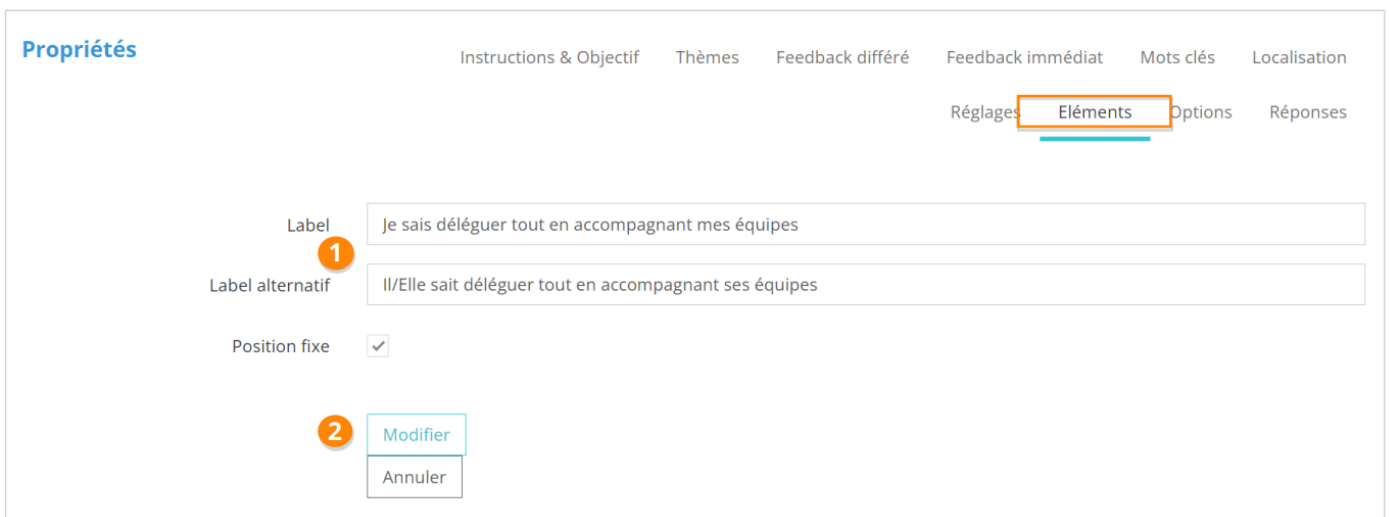 Propriétés
Instructions & Objectif Thèmes Feedback différé Feedback immédiat Mots clés Localisation
Réglages Eléments Options Réponses
Label Je sais déléguer tout en accompagnant mes équipes
1
Label alternatif Il/Elle sait déléguer tout en accompagnant ses équipes
Position fixe
2 Modifier
Annuler